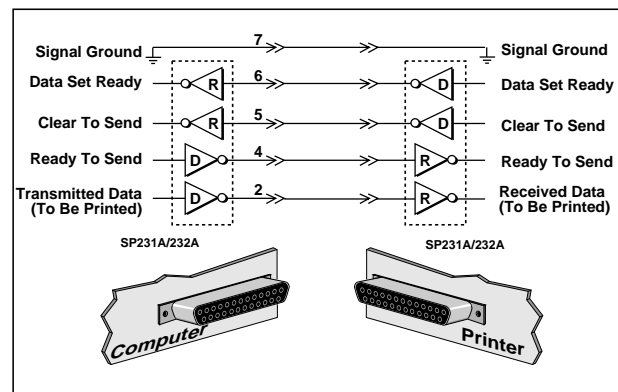 7
Signal Ground
Signal Ground
Data Set Ready
R
6
D
Data Set Ready
Clear To Send
R
5
D
Clear To Send
Ready To Send
D
4
R
Ready To Send
Transmitted Data
(To Be Printed)
D
2
R
Received Data
(To Be Printed)
SP231A/232A
SP231A/232A
Computer
Printer